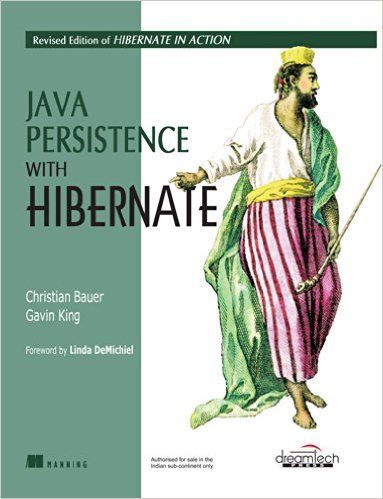 Revised Edition of HIBERNATE IN ACTION
JAVA
PERSISTENCE
WITH
HIBERNATE
Christian Bauer
Gavin King
Foreword by Linda DeMichiel
MANNING
Authorised for sale in the
Indian sub-continent only
dreamtech
PRESS